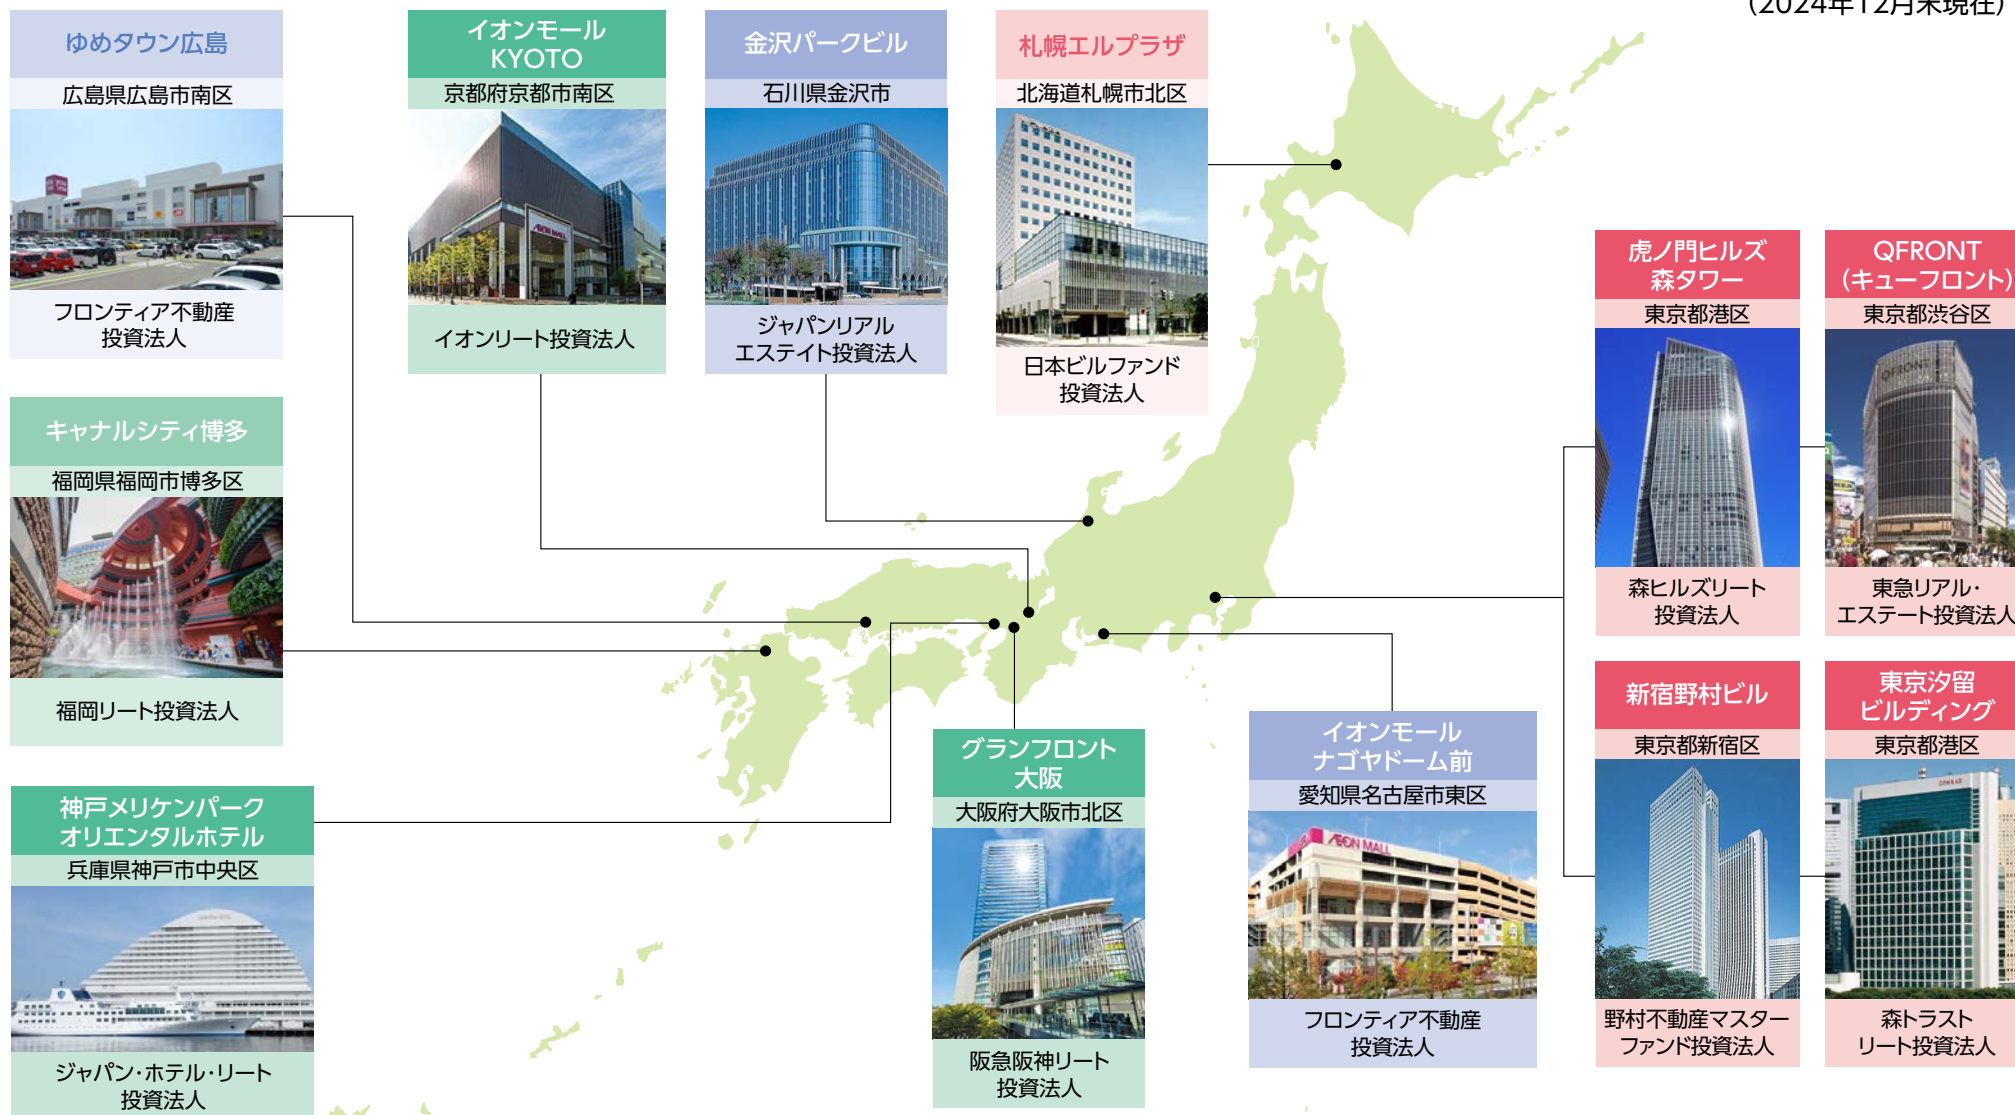 (2024年12月末現在)
ゆめタウン広島
広島県広島市南区
フロンティア不動産
投資法人
イオンモール
KYOTO
京都府京都市南区
ÆON MALL
イオンリート投資法人
金沢パークビル
石川県金沢市
ジャパンリアル
エステイト投資法人
札幌エルプラザ
北海道札幌市北区
日本ビルファンド
投資法人
虎ノ門ヒルズ
森タワー
東京都港区
森ヒルズリート
投資法人
QFRONT
(キューフロント)
東京都渋谷区
QFRONT
東急リアル・
エステート投資法人
キャナルシティ博多
福岡県福岡市博多区
福岡リート投資法人
神戸メリケンパーク
オリエンタルホテル
兵庫県神戸市中央区
ジャパン・ホテル・リート
投資法人
グランフロント
大阪
大阪府大阪市北区
阪急阪神リート
投資法人
イオンモール
ナゴヤドーム前
愛知県名古屋市東区
ÆON MALL
フロンティア不動産
投資法人
新宿野村ビル
東京都新宿区
野村不動産マスター
ファンド投資法人
東京汐留
ビルディング
東京都港区
CONRAD
森トラスト
リート投資法人